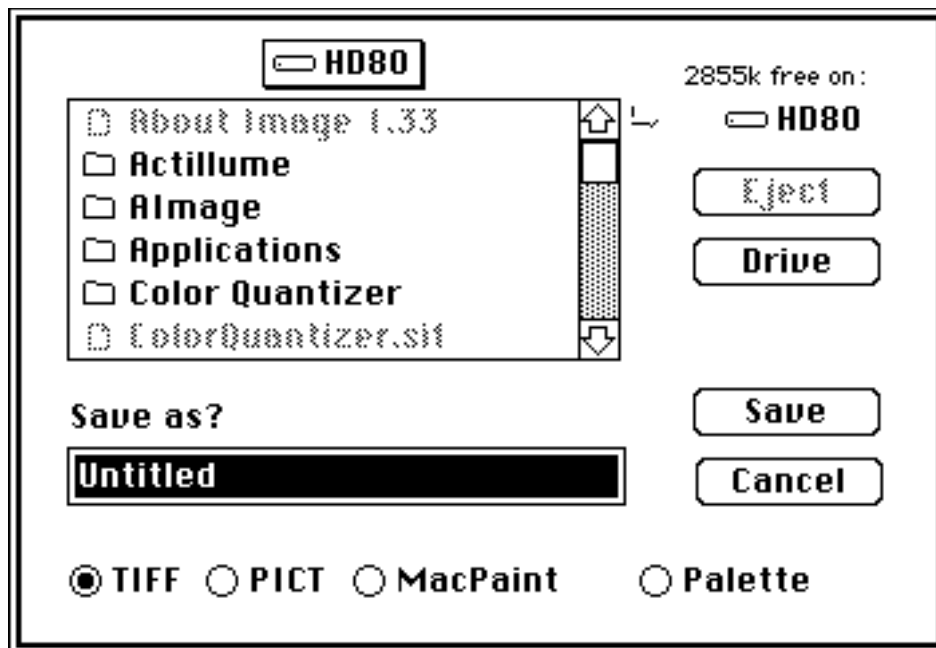 HD80
2855k free on:
HD80
About Image 1.33
Actillume
AImage
Applications
Color Quantizer
ColorQuantizer.sit
Eject
Drive
Save as?
Untitled
Save
Cancel
TIFF PICT MacPaint Palette